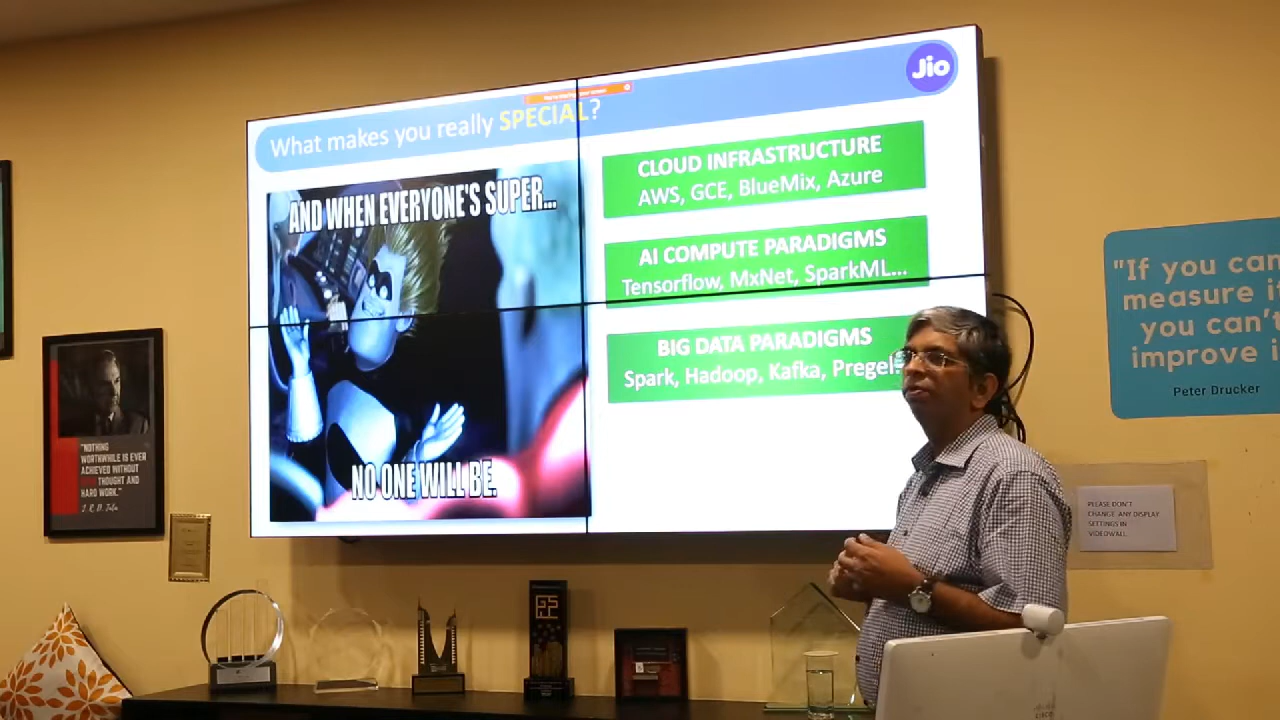 Jio
What makes you really SPECIAL?
AND WHEN EVERYONE'S SUPER...
NO ONE WILL BE.
CLOUD INFRASTRUCTURE
AWS, GCE, BlueMix, Azure
AI COMPUTE PARADIGMS
Tensorflow, MxNet, SparkML...
BIG DATA PARADIGMS
Spark, Hadoop, Kafka, Pregel
"NOTHING
WORTHWHILE IS EVER
ACHIEVED WITHOUT
THOUGHT AND
HARD WORK."
J. R. D. Tata
"If you can
measure it
you can't
improve i
Peter Drucker
PLEASE DON'T
CHANGE ANY DISPLAY
SETTINGS IN
VIDEOWALL.
CISCO